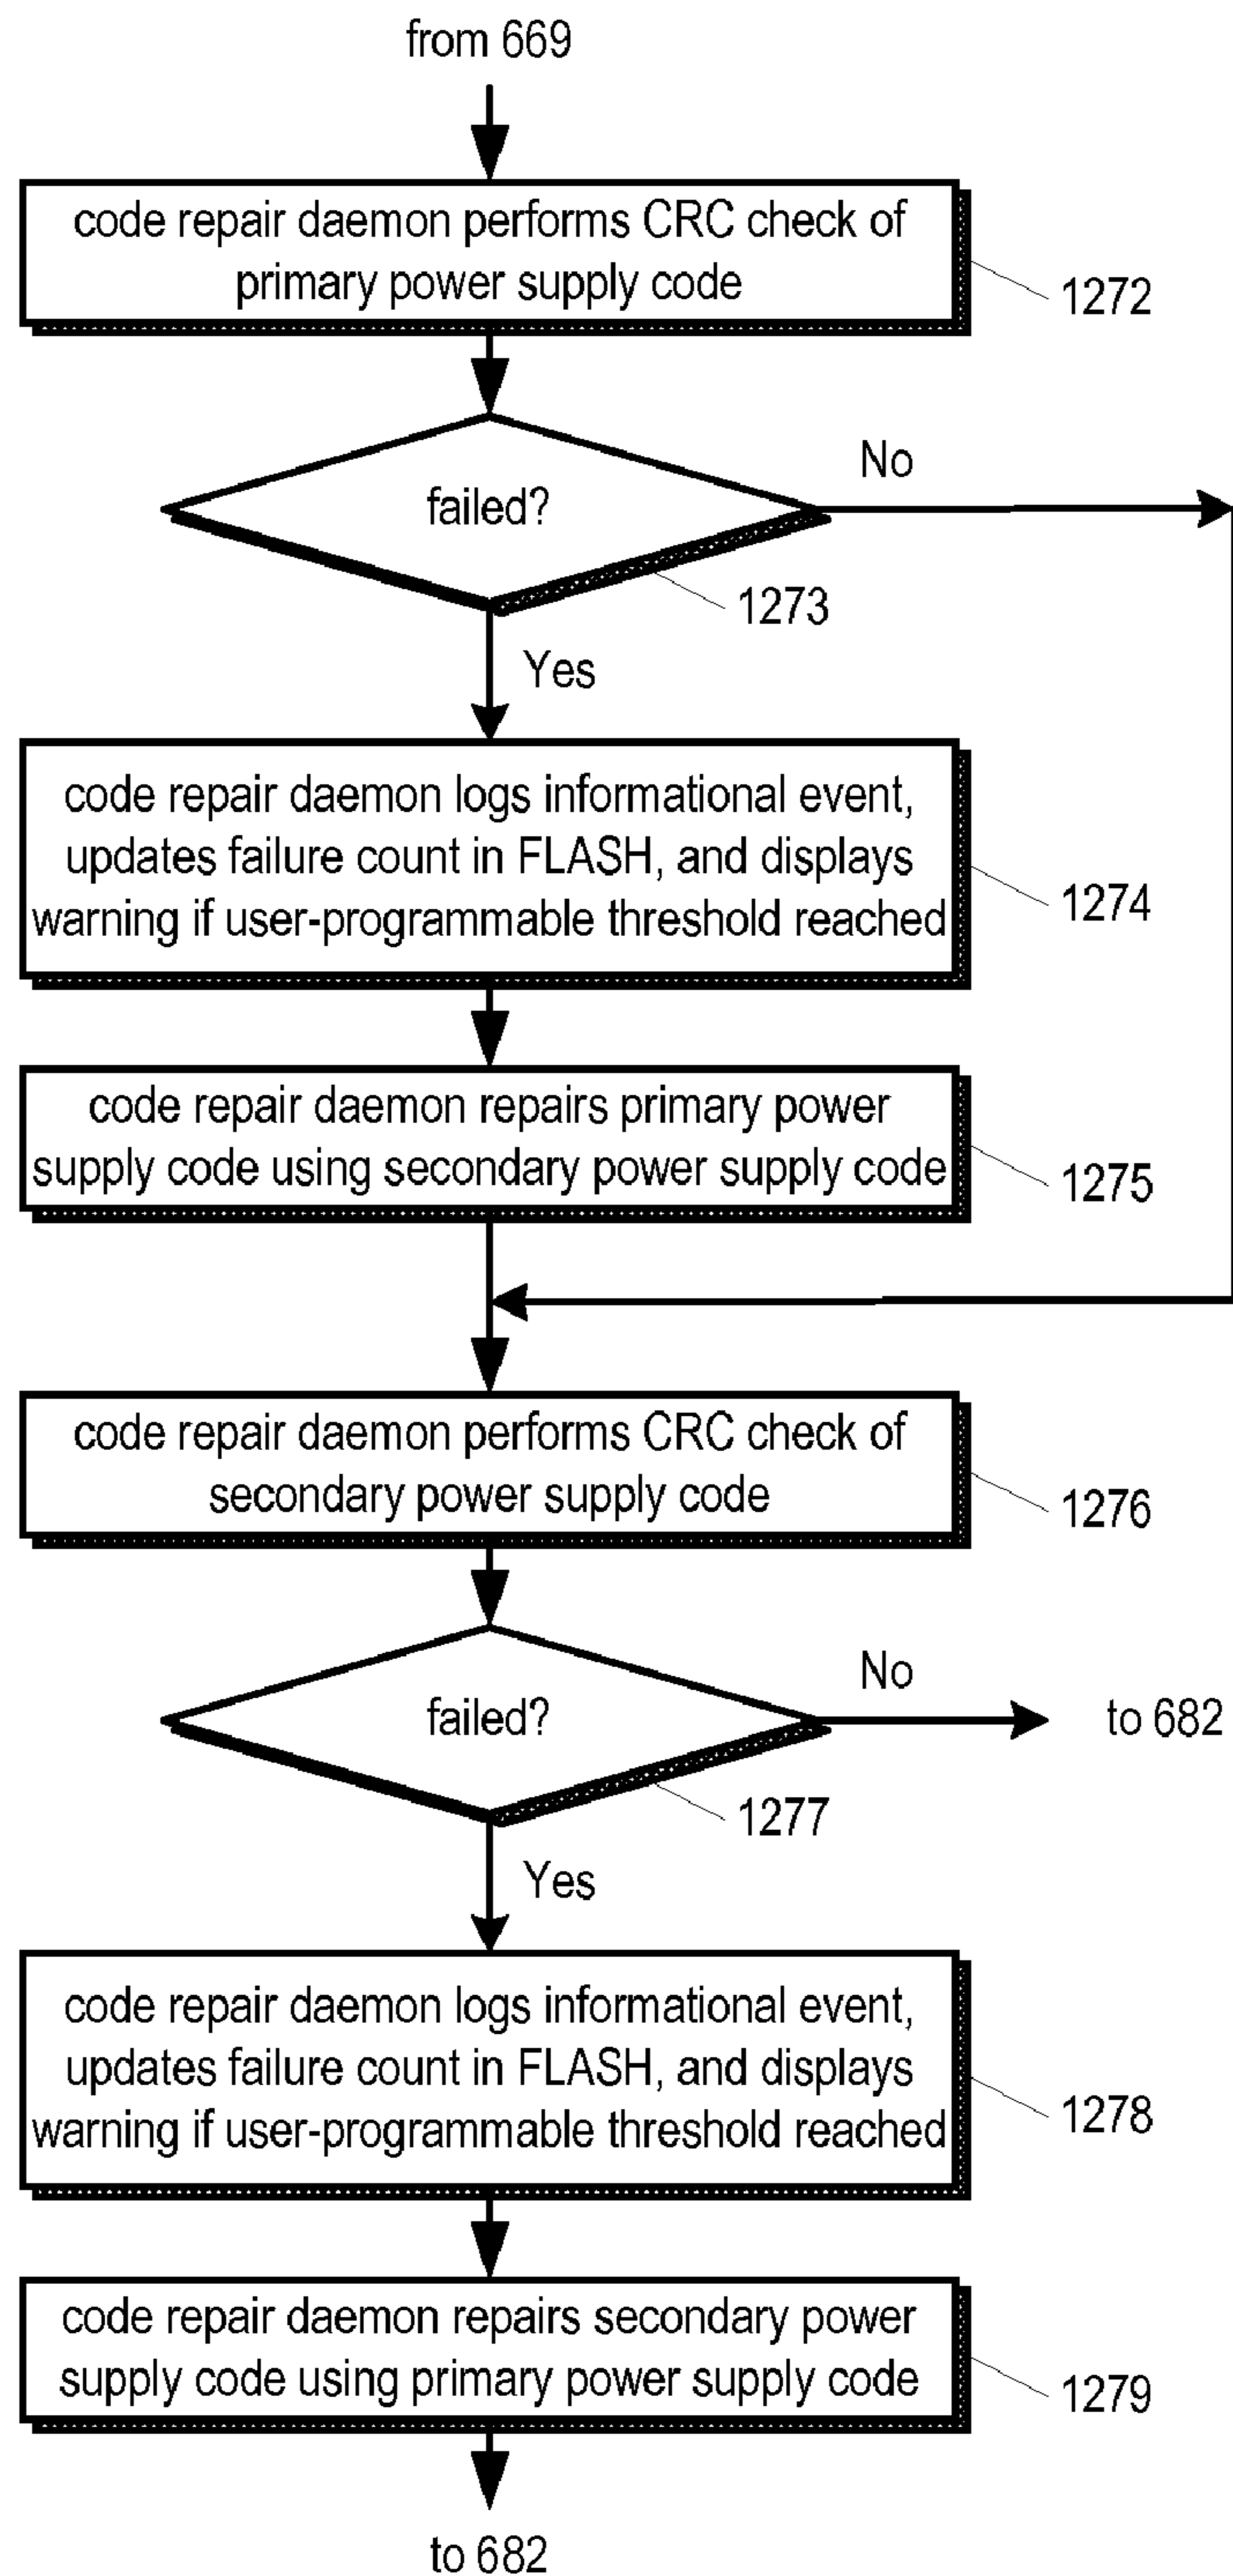 from 669
code repair daemon performs CRC check of
primary power supply code
1272
failed?
No
1273
Yes
code repair daemon logs informational event,
updates failure count in FLASH, and displays
warning if user-programmable threshold reached
1274
code repair daemon repairs primary power
supply code using secondary power supply code
1275
code repair daemon performs CRC check of
secondary power supply code
1276
failed?
No
to 682
1277
Yes
code repair daemon logs informational event,
updates failure count in FLASH, and displays
warning if user-programmable threshold reached
1278
code repair daemon repairs secondary power
supply code using primary power supply code
1279
to 682